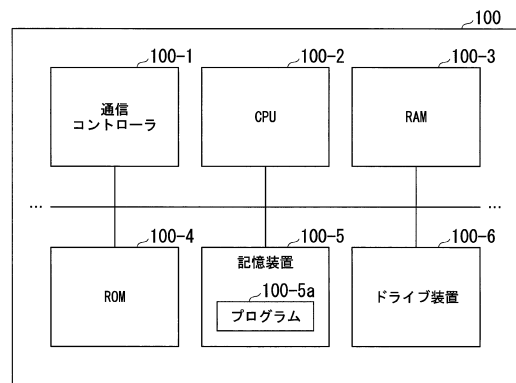 100
100-1
100-2
100-3
通信
コントローラ
CPU
RAM
...
...
100-4
100-5
100-6
ROM
記憶装置
100-5a
プログラム
ドライブ装置